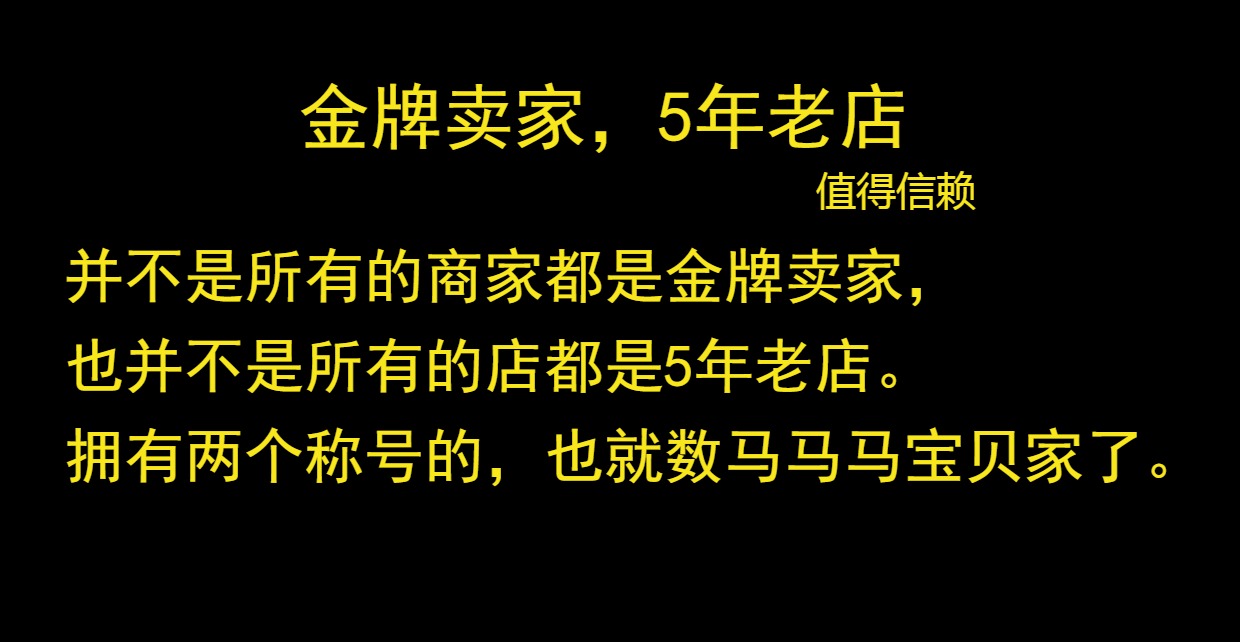 金牌卖家，5年老店
值得信赖
并不是所有的商家都是金牌卖家，
也并不是所有的店都是5年老店。
拥有两个称号的，也就数马马马宝贝家了。